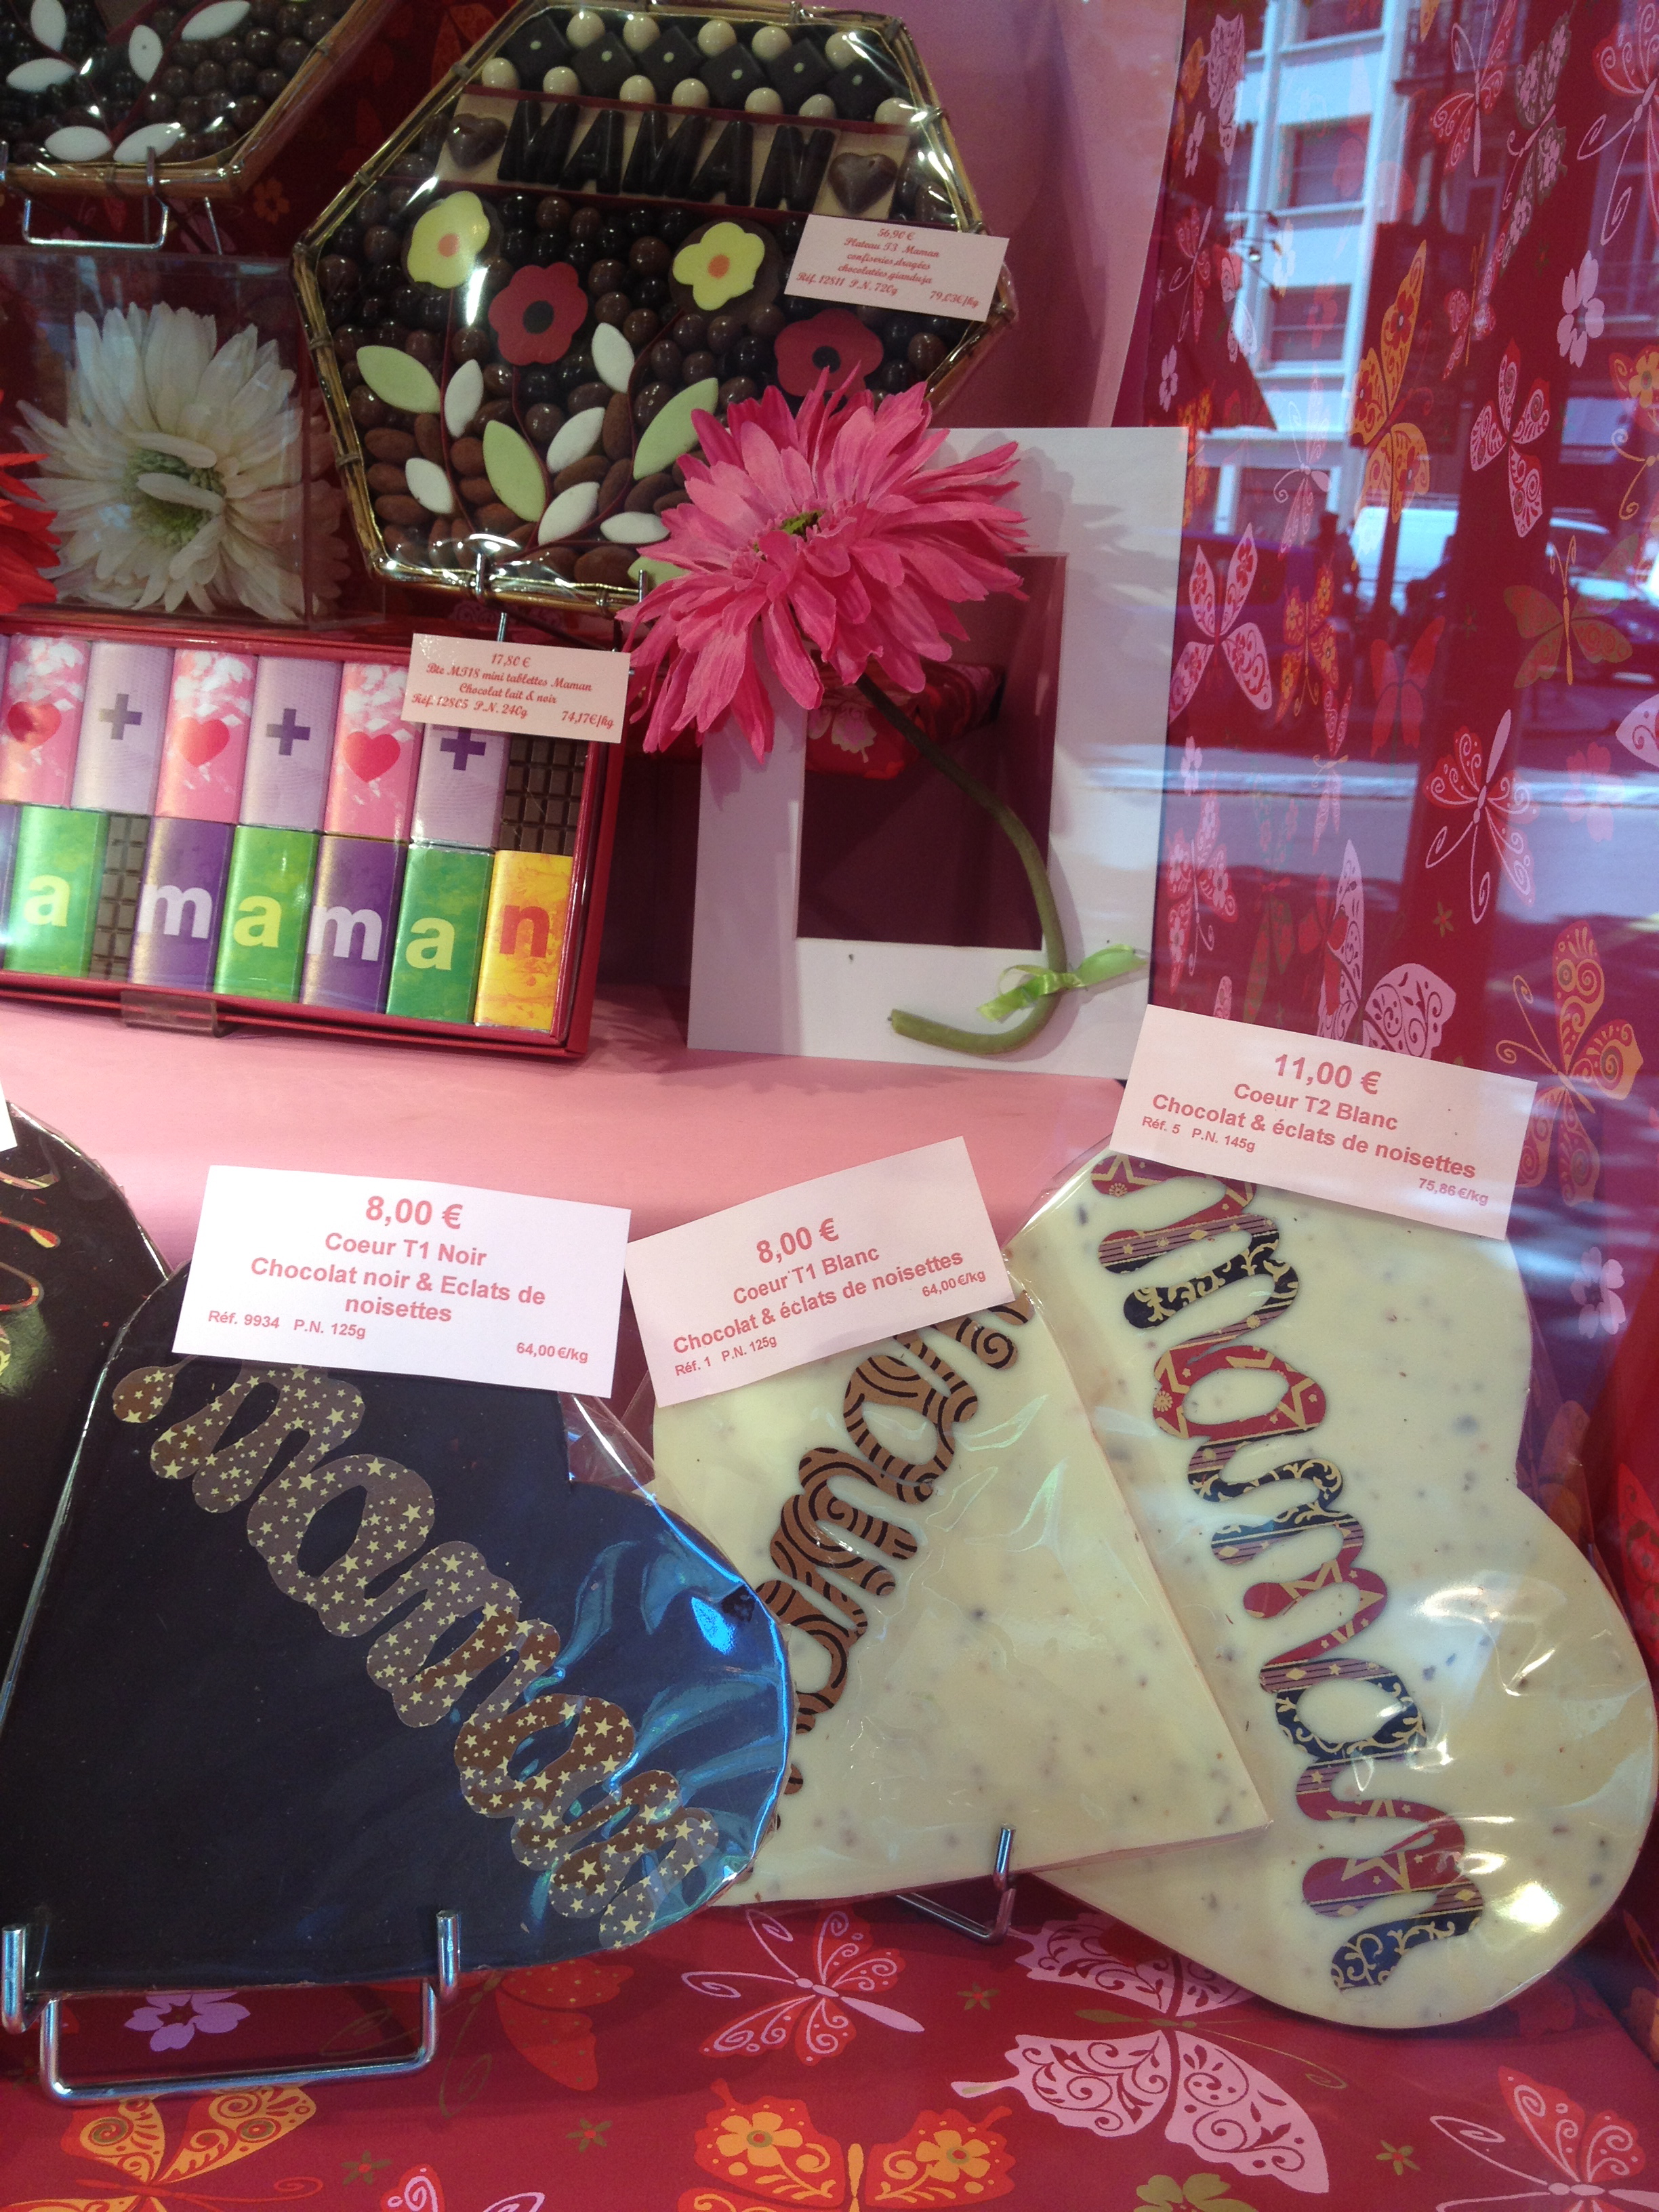 MAMAN
56,90 €
Plateau T3 Maman
confiseries,dragées
chocolatées,gianduja
Réf. 12811 P.N. 720g
79,03€/kg
17,80 €
Bte MT18 mini tablettes Maman
Chocolat lait & noir
Réf. 12805 P.N. 240g
74,17€/kg
+ + +
a m a m a n
11,00 €
Coeur T2 Blanc
Chocolat & éclats de noisettes
Réf. 5 P.N. 145g
75,86€/kg
8,00 €
Coeur T1 Noir
Chocolat noir & Eclats de
noisettes
Réf. 9934 P.N. 125g
64,00€/kg
8,00 €
Coeur T1 Blanc
Chocolat & éclats de noisettes
64,00€/kg
Réf. 1 P.N. 125g
maman
maman
maman